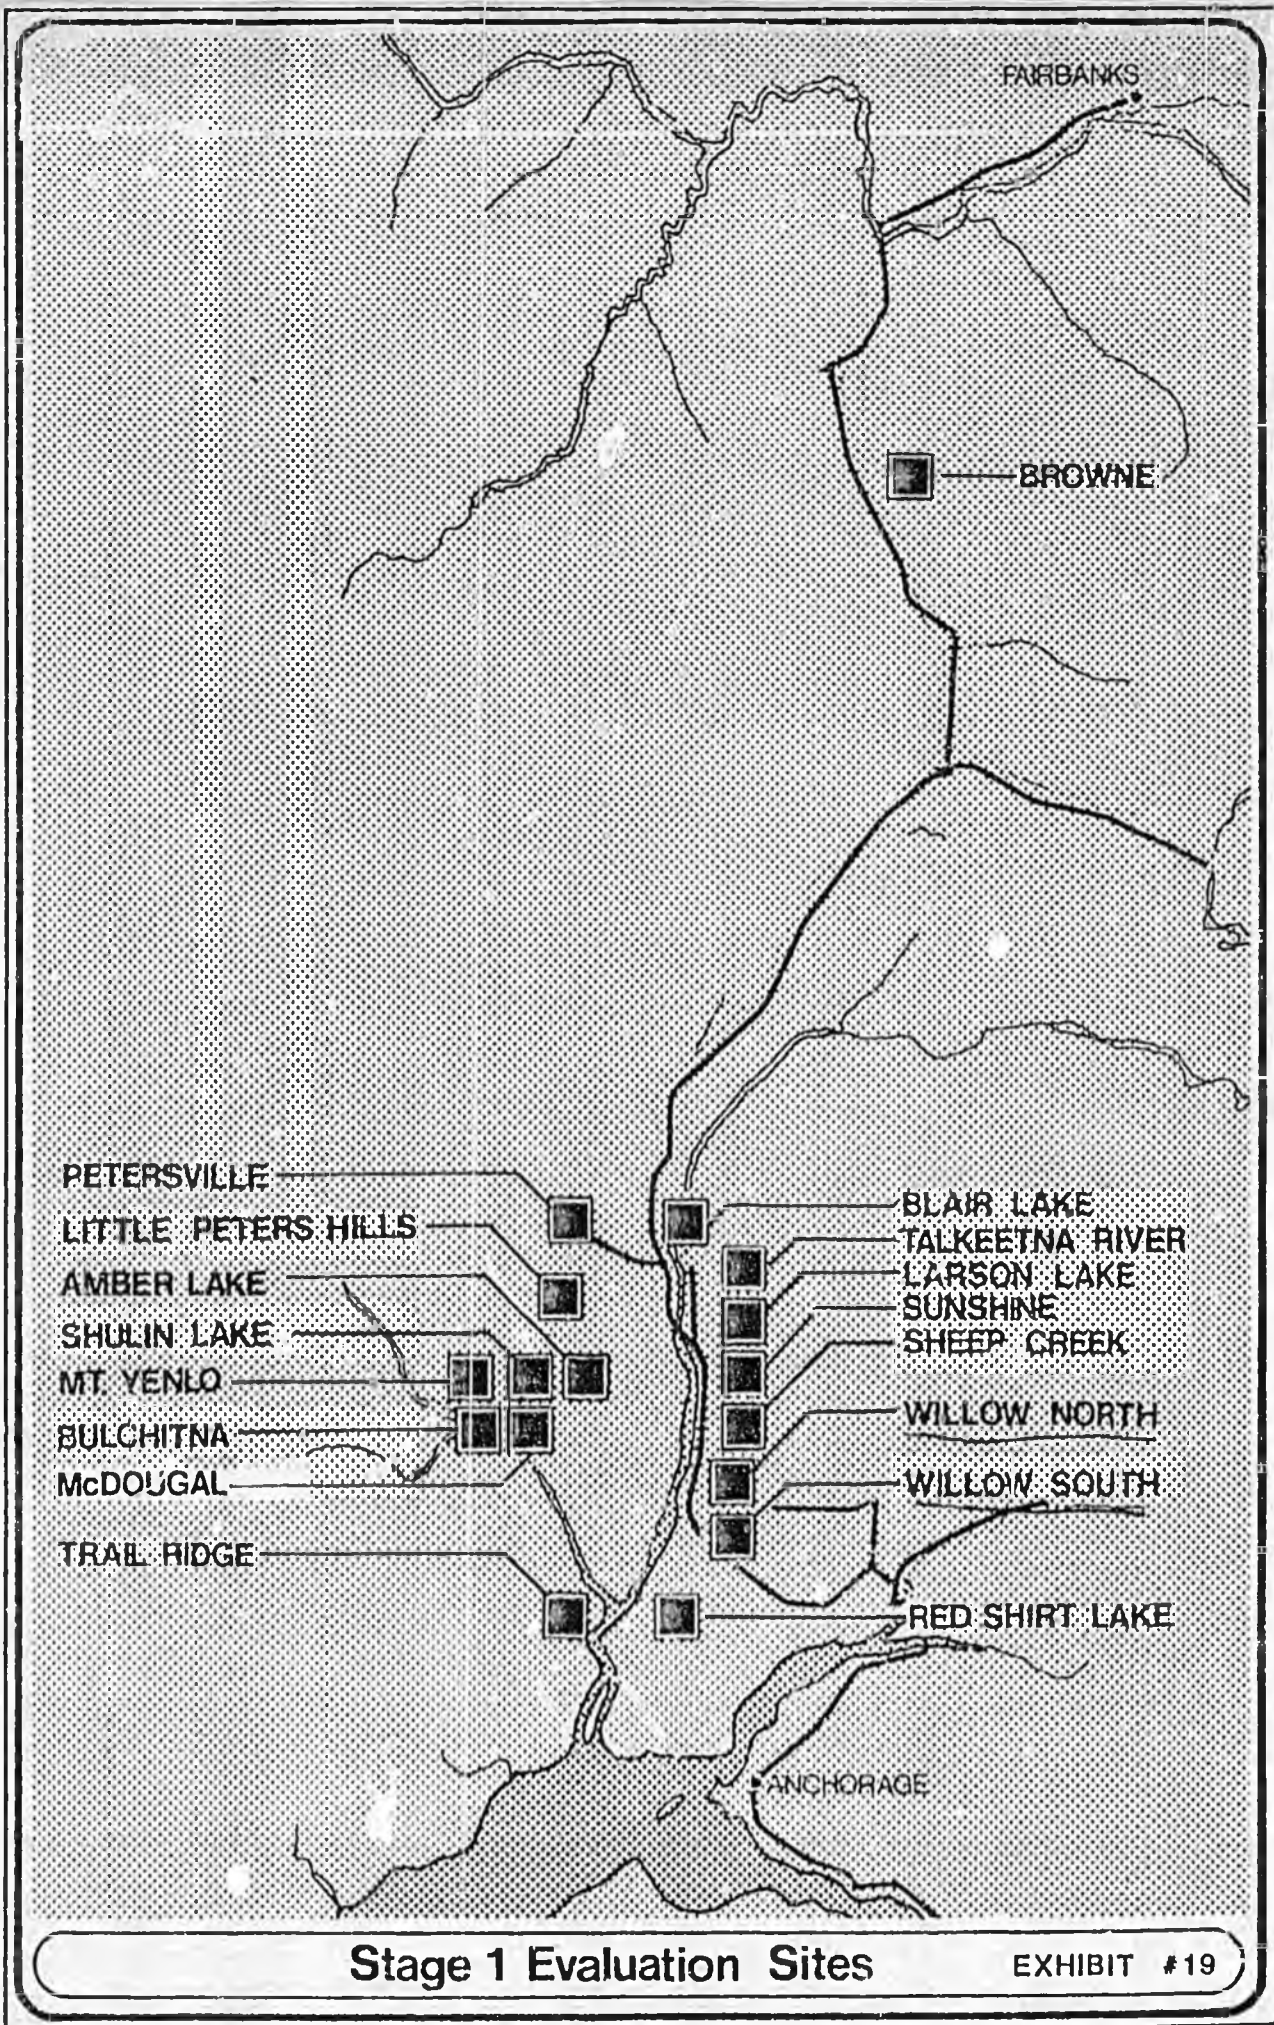 FAIRBANKS
BROWNE
PETERSVILLE
LITTLE PETERS HILLS
AMBER LAKE
SHULIN LAKE
MT. YENLO
BULCHITNA
McDOUGAL
TRAIL RIDGE
BLAIR LAKE
TALKEETNA RIVER
LARSON LAKE
SUNSHINE
SHEEP CREEK
WILLOW NORTH
WILLOW SOUTH
RED SHIRT LAKE
ANCHORAGE
Stage 1 Evaluation Sites
EXHIBIT #19